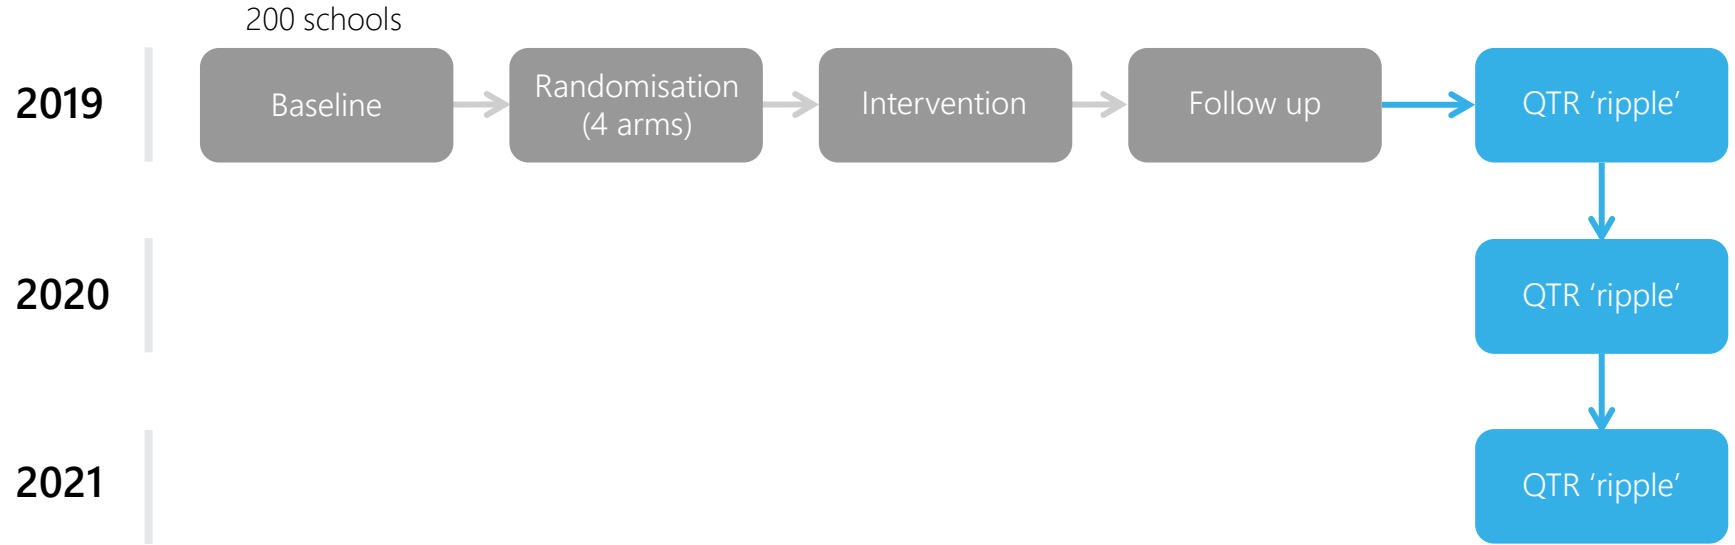 200 schools
2019
Baseline
Randomisation
(4 arms)
Intervention
Follow up
QTR ‘ripple’
2020
QTR ‘ripple’
2021
QTR ‘ripple’